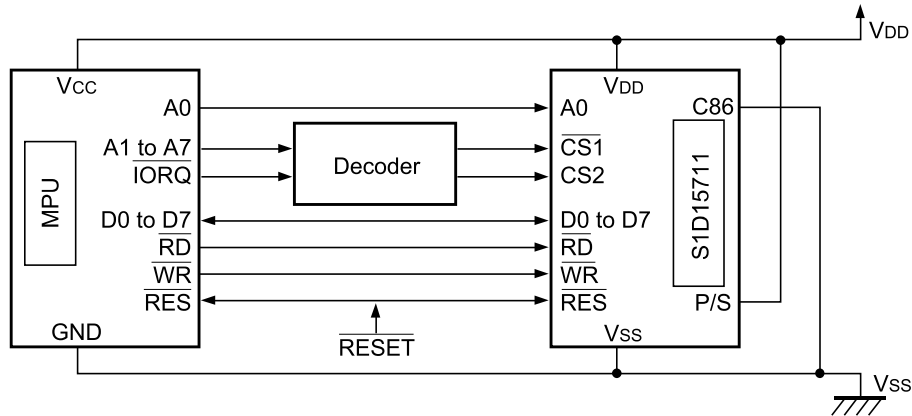 VDD
VCC
VDD
A0
A0
C86
A1 to A7
Decoder
CS1
IORQ
CS2
MPU
S1D15711
D0 to D7
D0 to D7
RD
RD
WR
WR
RES
RES
P/S
GND
RESET
VSS
VSS